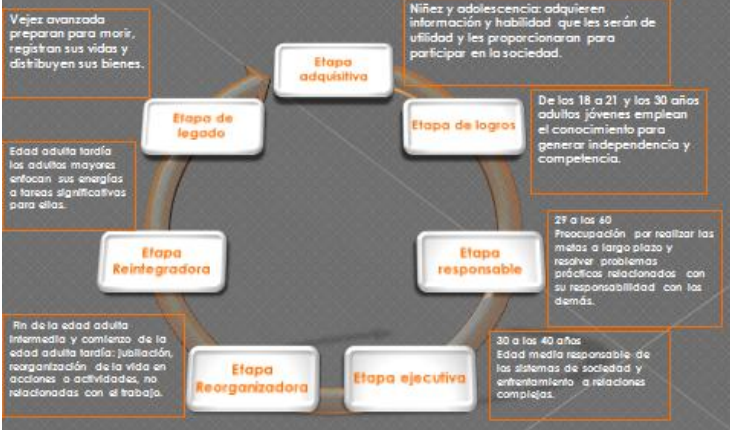 Niñez y adolescencia: adquieren
información y habilidad que les serán de
utilidad y les proporcionaran para
participar en la sociedad.
Etapa
adquisitiva
De los 18 a 21 y los 30 años
adultos jóvenes emplean
el conocimiento para
generar independencia y
competencia.
Etapa de logros
29 a los 60
Preocupación por realizar las
metas a largo plazo y
resolver problemas
prácticos relacionados con
su responsabilidad con los
demás.
Etapa
responsable
30 a los 40 años
Edad media responsable de
los sistemas de sociedad y
enfrentamiento a relaciones
complejas.
Etapa ejecutiva
Fin de la edad adulta
intermedia y comienzo de la
edad adulta tardía: jubilación,
reorganización de la vida en
acciones o actividades, no
relacionadas con el trabajo.
Etapa
Reorganizadora
Edad adulta tardía
los adultos mayores
enfocan sus energías
a tareas significativas
para ellas.
Etapa
Reintegradora
Vejez avanzada
preparan para morir,
registran sus vidas y
distribuyen sus bienes.
Etapa de
legado